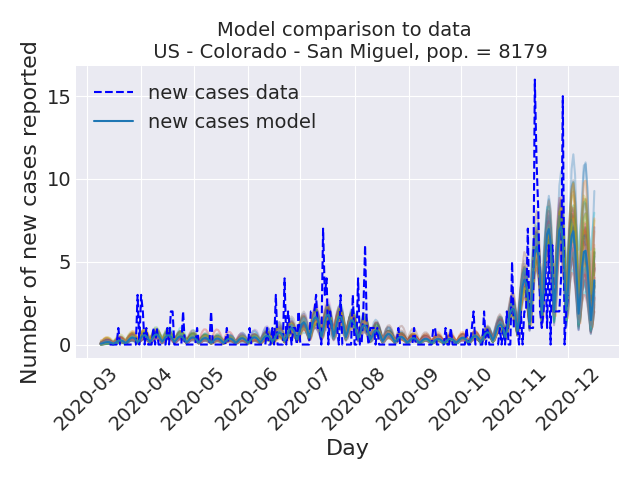 Model comparison to data
US - Colorado - San Miguel, pop. = 8179
Number of new cases reported
15
10
5
0
new cases data
new cases model
2020-03
2020-04
2020-05
2020-06
2020-07
2020-08
2020-09
2020-10
2020-11
2020-12
Day